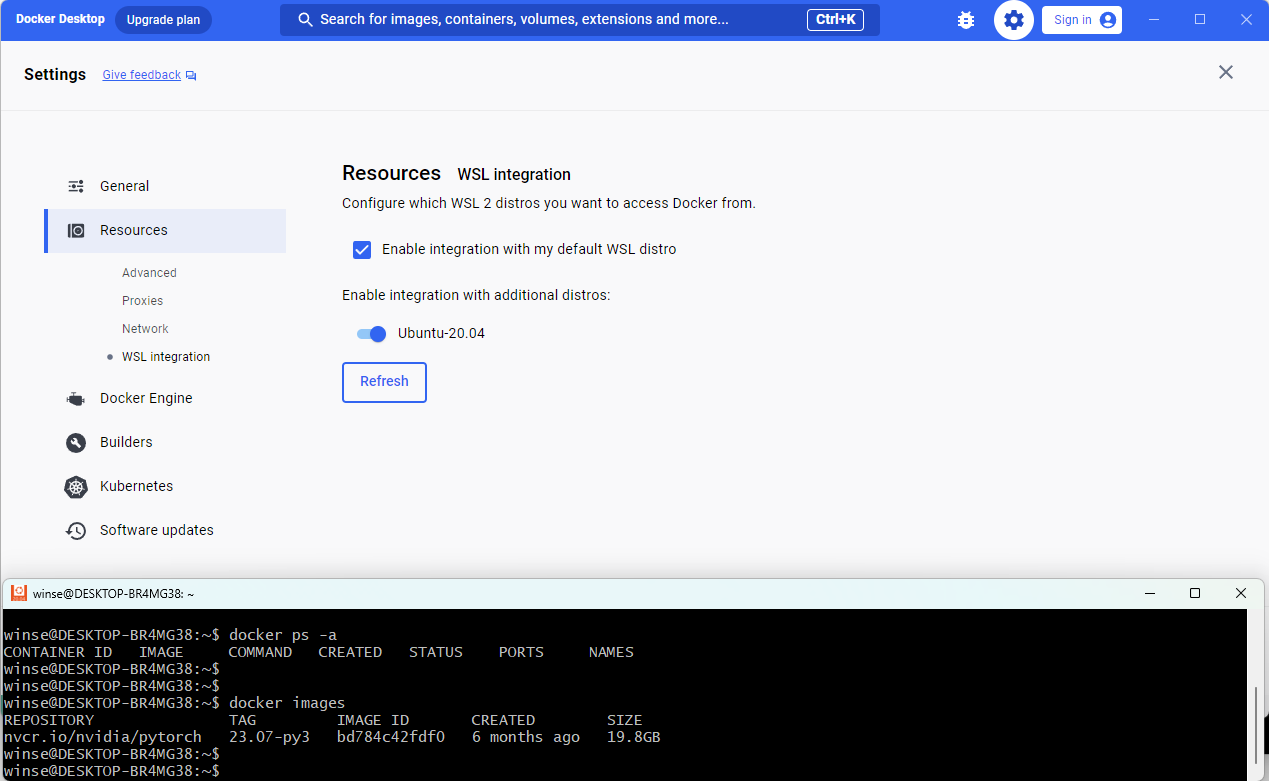 Docker Desktop Upgrade plan Search for images, containers, volumes, extensions and more... Ctrl+K Sign in
Settings Give feedback
Resources WSL integration
Configure which WSL 2 distros you want to access Docker from.
Enable integration with my default WSL distro
Enable integration with additional distros:
Ubuntu-20.04
Refresh
General
Resources
Advanced
Proxies
Network
WSL integration
Docker Engine
Builders
Kubernetes
Software updates
winse@DESKTOP-BR4MG38: ~
winse@DESKTOP-BR4MG38:~$ docker ps -a
CONTAINER ID   IMAGE     COMMAND   CREATED   STATUS    PORTS     NAMES
winse@DESKTOP-BR4MG38:~$
winse@DESKTOP-BR4MG38:~$
winse@DESKTOP-BR4MG38:~$ docker images
REPOSITORY               TAG         IMAGE ID       CREATED        SIZE
nvcr.io/nvidia/pytorch   23.07-py3   bd784c42fdf0   6 months ago   19.8GB
winse@DESKTOP-BR4MG38:~$
winse@DESKTOP-BR4MG38:~$